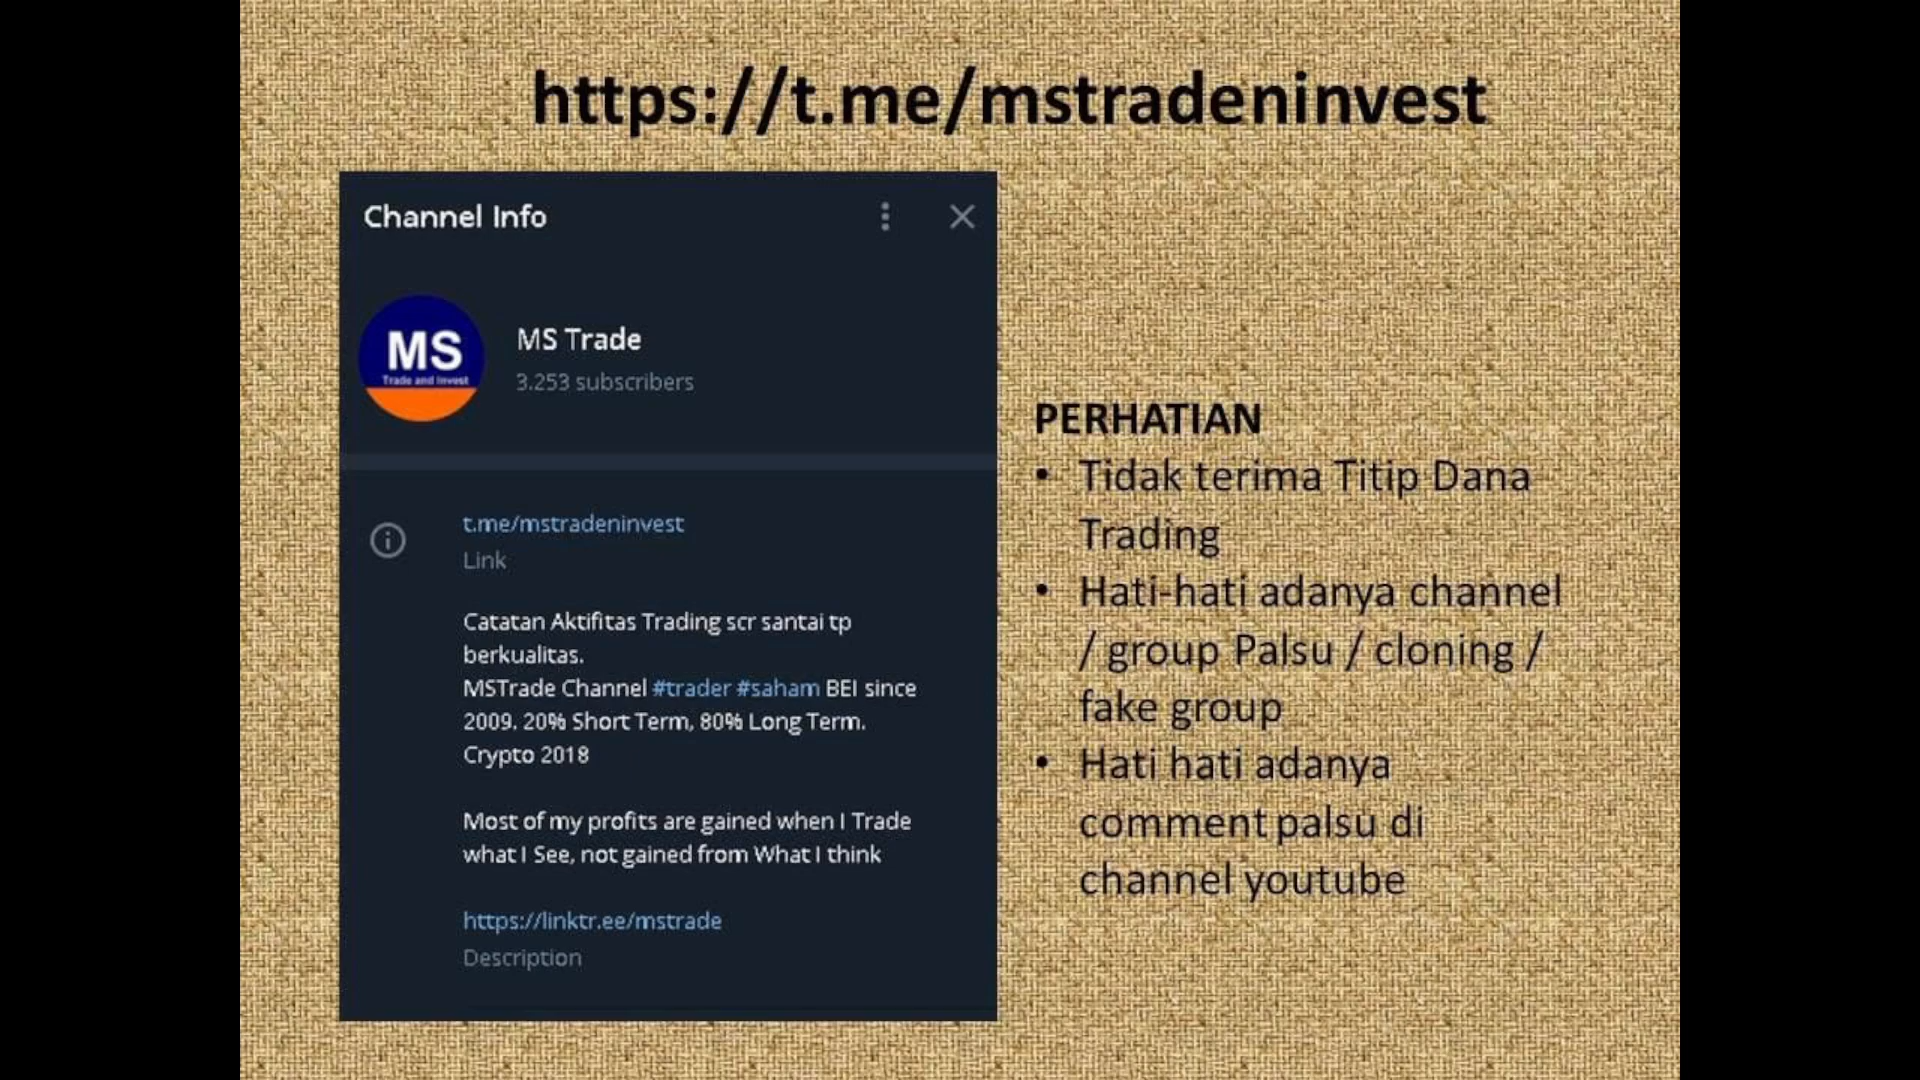 https://t.me/mstradeninvest
Channel Info
MS
Trade and Invest
MS Trade
3.253 subscribers
t.me/mstradeninvest
Link
Catatan Aktifitas Trading scr santai tp
berkualitas.
MSTrade Channel #trader #saham BEI since
2009. 20% Short Term, 80% Long Term.
Crypto 2018
Most of my profits are gained when I Trade
what I See, not gained from What I think
https://linktr.ee/mstrade
Description
PERHATIAN
• Tidak terima Titip Dana
Trading
• Hati-hati adanya channel
/ group Palsu / cloning /
fake group
• Hati hati adanya
comment palsu di
channel youtube